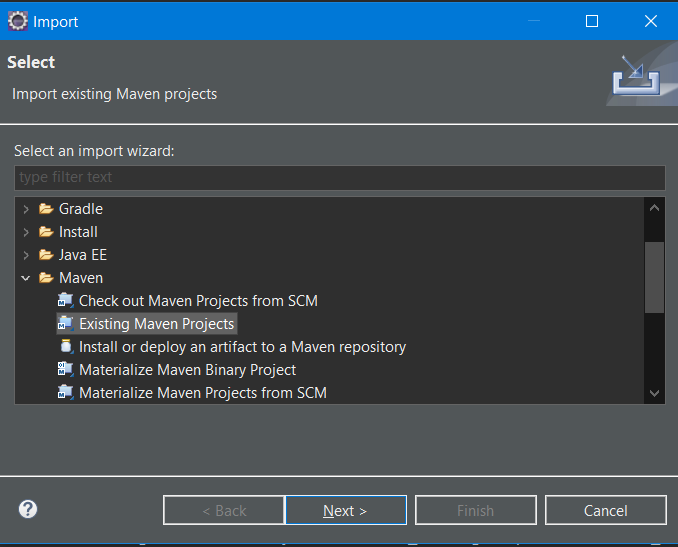 Import
Select
Import existing Maven projects
Select an import wizard:
type filter text
Gradle
Install
Java EE
Maven
Check out Maven Projects from SCM
Existing Maven Projects
Install or deploy an artifact to a Maven repository
Materialize Maven Binary Project
Materialize Maven Projects from SCM
< Back
Next >
Finish
Cancel